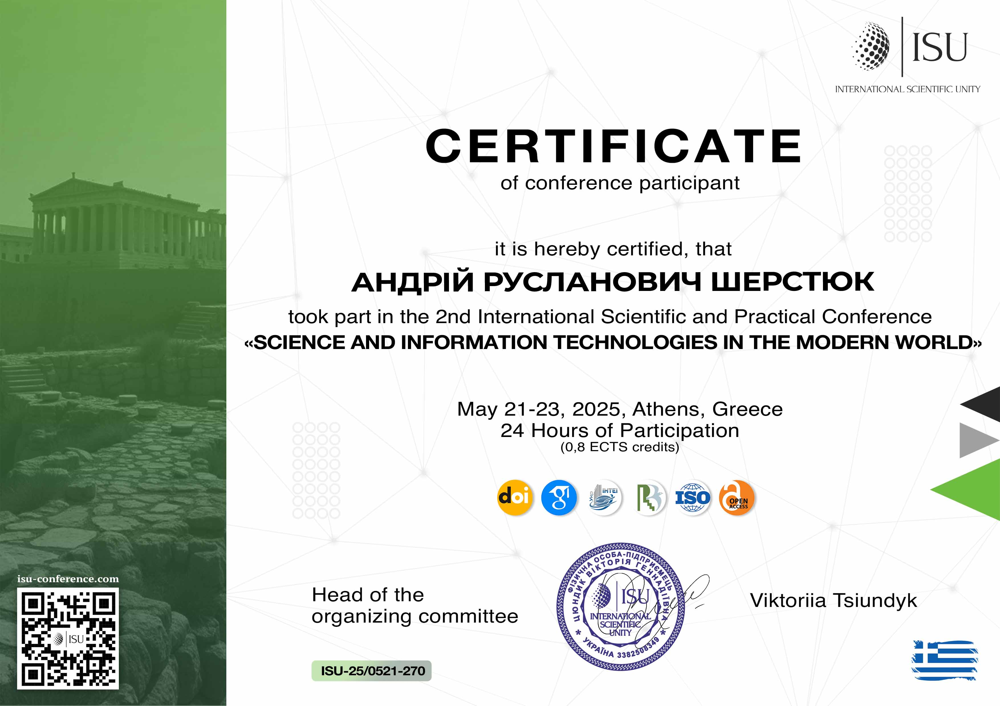 ISU
INTERNATIONAL SCIENTIFIC UNITY
CERTIFICATE
of conference participant
it is hereby certified, that
АНДРІЙ РУСЛАНОВИЧ ШЕРСТЮК
took part in the 2nd International Scientific and Practical Conference
«SCIENCE AND INFORMATION TECHNOLOGIES IN THE MODERN WORLD»
May 21-23, 2025, Athens, Greece
24 Hours of Participation
(0,8 ECTS credits)
doi
g
Укр ІНТЕІ
R
ISO
a OPEN ACCESS
isu-conference.com
ISU
Head of the
organizing committee
ФІЗИЧНА ОСОБА-ПІДПРИЄМЕЦЬ
ЦЮНДИК ВІКТОРІЯ ГЕННАДІЇВНА
ISU
INTERNATIONAL
SCIENTIFIC
UNITY
* УКРАЇНА 3382508349 *
Viktoriia Tsiundyk
ISU-25/0521-270